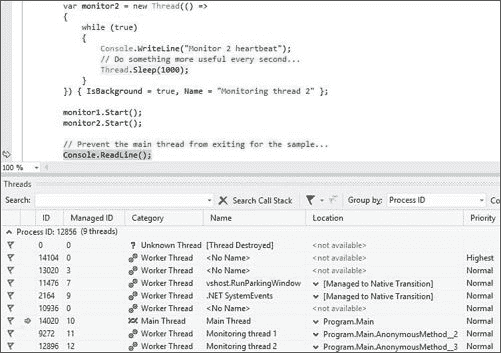 var monitor2 = new Thread(() =>
{
while (true)
{
Console.WriteLine("Monitor 2 heartbeat");
// Do something more useful every second...
Thread.Sleep(1000);
}
}) { IsBackground = true, Name = "Monitoring thread 2" };
monitor1.Start();
monitor2.Start();
// Prevent the main thread from exiting for the sample...
Console.ReadLine();
100 %
Threads
Search: Search Call Stack Group by: Process ID Co
ID Managed ID Category Name Location Priority
Process ID: 12856 (9 threads)
0 0 ? Unknown Thread [Thread Destroyed] <not available>
14104 0 Worker Thread <No Name> <not available> Highest
13020 3 Worker Thread <No Name> <not available> Normal
11476 7 Worker Thread vshost.RunParkingWindow [Managed to Native Transition] Normal
2164 9 Worker Thread .NET SystemEvents [Managed to Native Transition] Normal
10936 0 Worker Thread <No Name> <not available> Normal
14020 10 Main Thread Main Thread Program.Main Normal
9272 11 Worker Thread Monitoring thread 1 Program.Main.AnonymousMethod__2 Normal
12896 12 Worker Thread Monitoring thread 2 Program.Main.AnonymousMethod__3 Normal